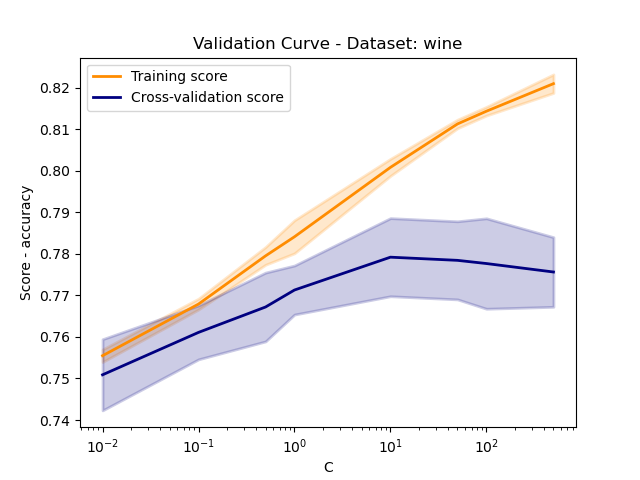 Validation Curve - Dataset: wine
Training score
Cross-validation score
0.82
0.81
0.80
0.79
0.78
0.77
0.76
0.75
0.74
Score - accuracy
10⁻² 10⁻¹ 10⁰ 10¹ 10²
C